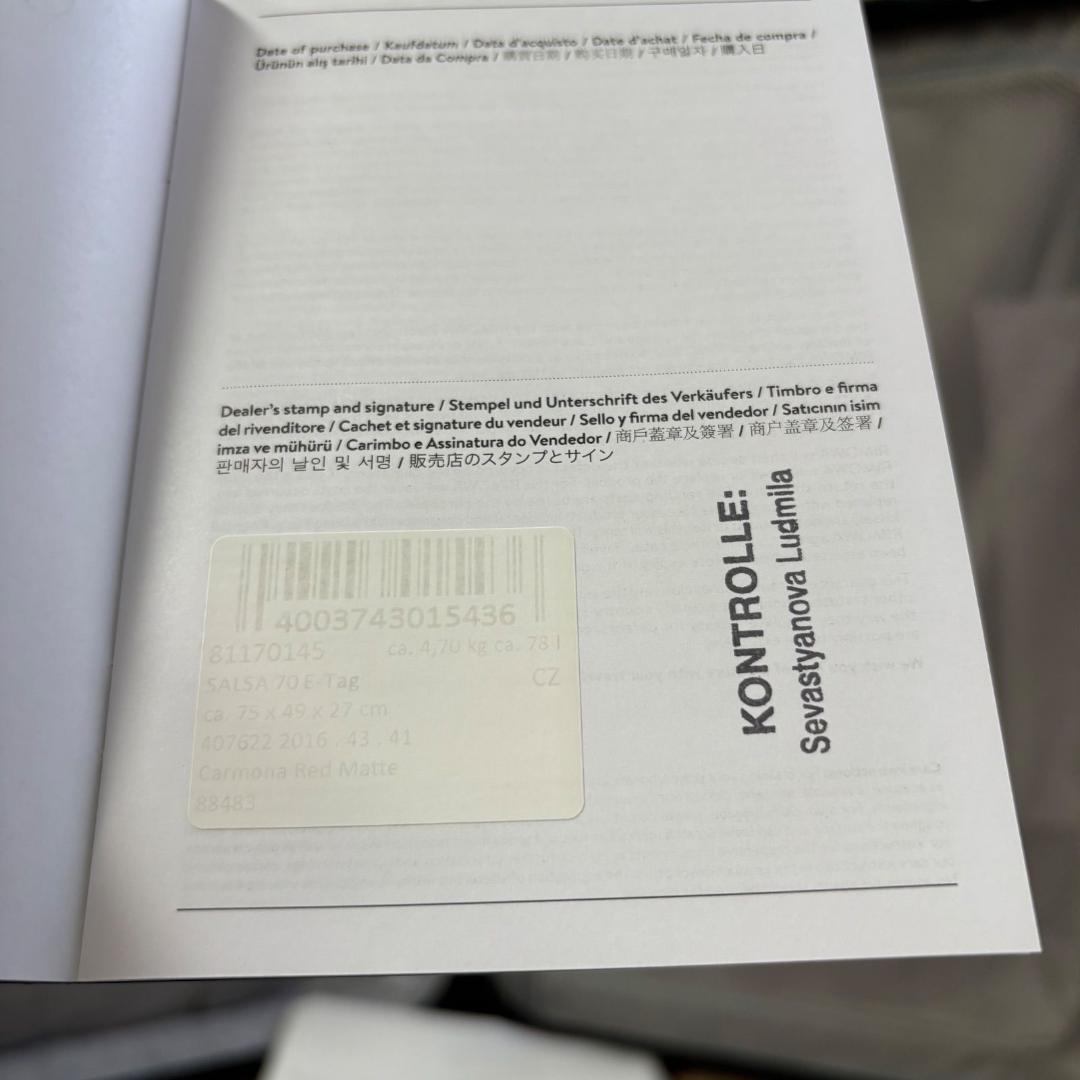 Date of purchase / Kaufdatum / Data d'acquisto / Date d'achat / Fecha de compra /
Ürünün alış tarihi / Data da Compra / 購買日期 / 购买日期 / 구매일자 / 購入日
Dealer's stamp and signature / Stempel und Unterschrift des Verkäufers / Timbro e firma
del rivenditore / Cachet et signature du vendeur / Sello y firma del vendedor / Satıcının isim
imza ve mühürü / Carimbo e Assinatura do Vendedor / 商戶蓋章及簽署 / 商户盖章及签署 /
판매자의 날인 및 서명 / 販売店のスタンプとサイン
4003743015436
81170145 ca. 4,70 kg ca. 78 l
SALSA 70 E-Tag CZ
ca. 75 x 49 x 27 cm
407622 2016 . 43 . 41
Carmona Red Matte
88483
KONTROLLE:
Sevastyanova Ludmila